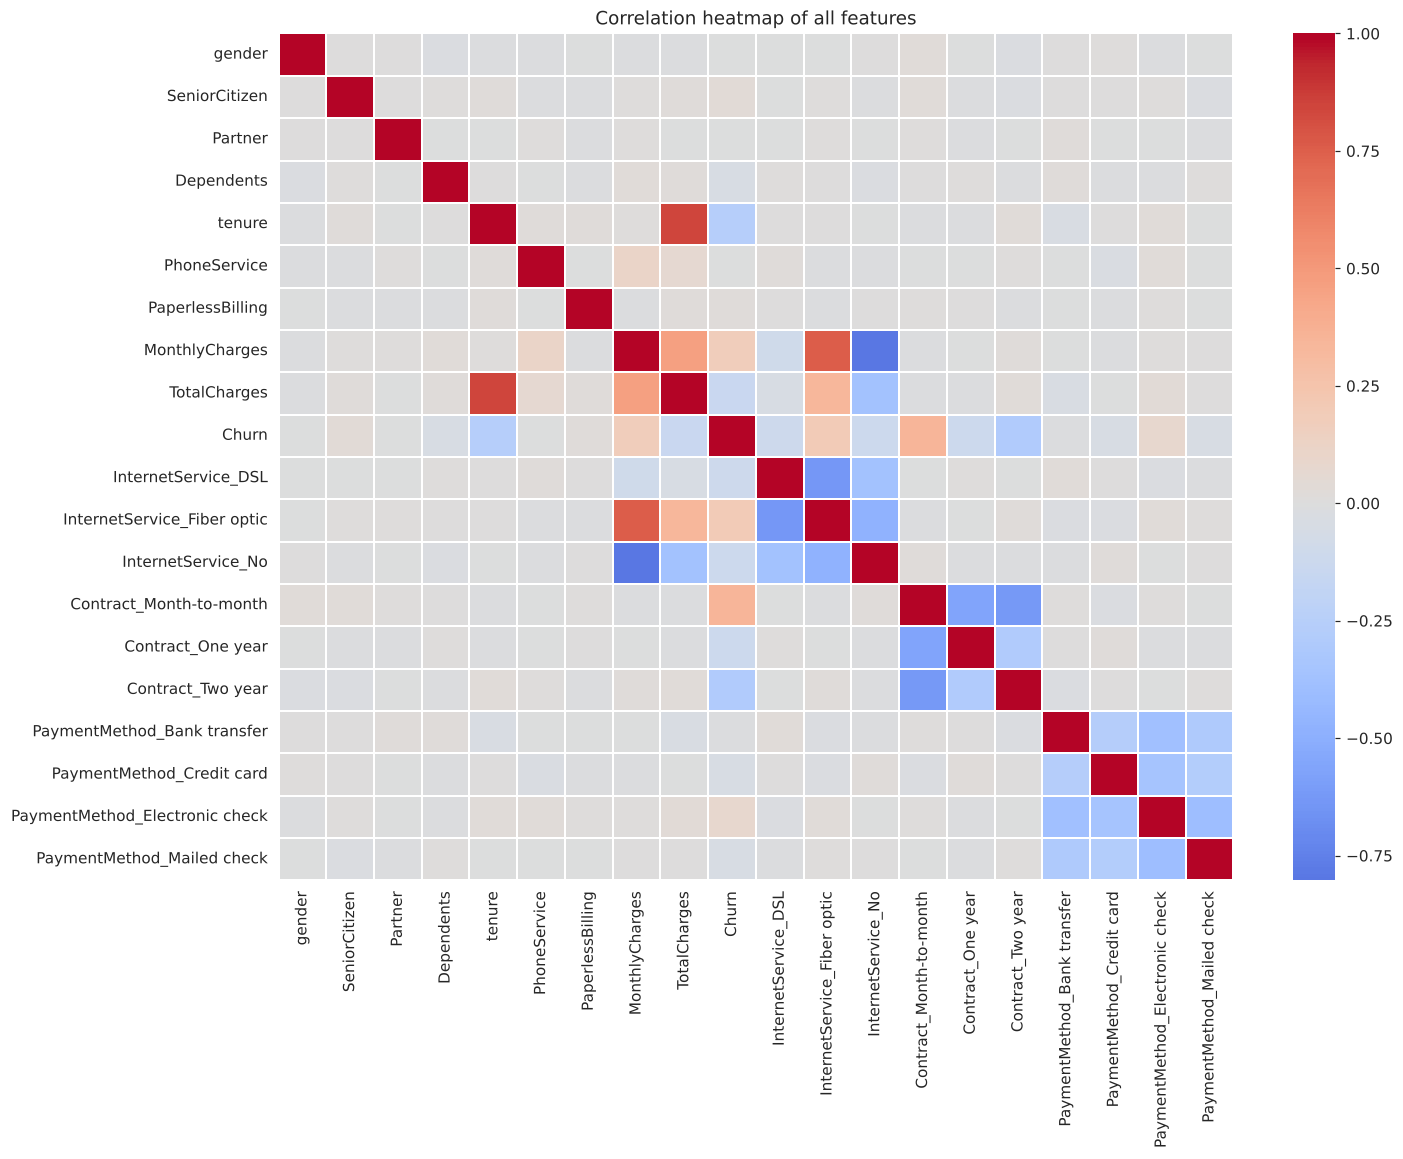 Correlation heatmap of all features
gender
SeniorCitizen
Partner
Dependents
tenure
PhoneService
PaperlessBilling
MonthlyCharges
TotalCharges
Churn
InternetService_DSL
InternetService_Fiber optic
InternetService_No
Contract_Month-to-month
Contract_One year
Contract_Two year
PaymentMethod_Bank transfer
PaymentMethod_Credit card
PaymentMethod_Electronic check
PaymentMethod_Mailed check
gender
SeniorCitizen
Partner
Dependents
tenure
PhoneService
PaperlessBilling
MonthlyCharges
TotalCharges
Churn
InternetService_DSL
InternetService_Fiber optic
InternetService_No
Contract_Month-to-month
Contract_One year
Contract_Two year
PaymentMethod_Bank transfer
PaymentMethod_Credit card
PaymentMethod_Electronic check
PaymentMethod_Mailed check
1.00
0.75
0.50
0.25
0.00
−0.25
−0.50
−0.75